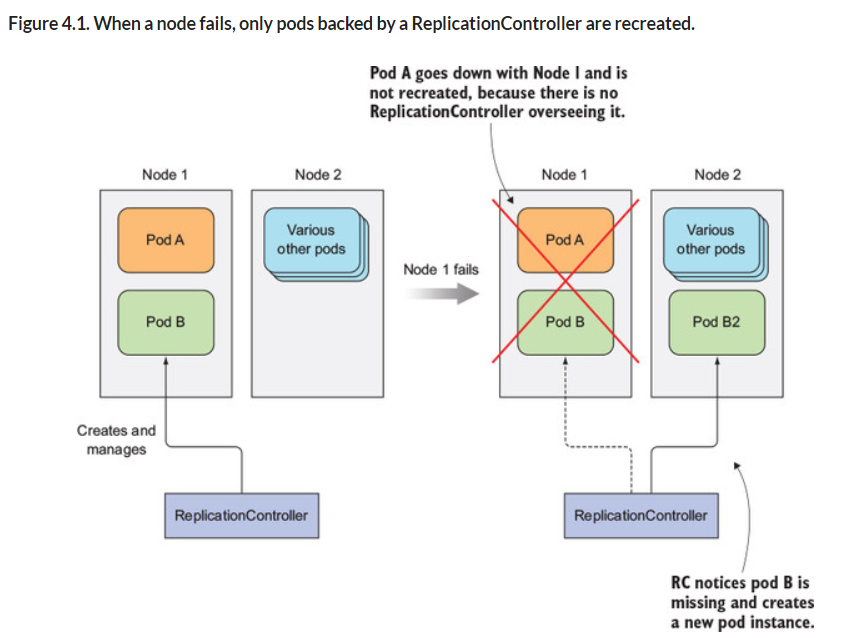 Figure 4.1. When a node fails, only pods backed by a ReplicationController are recreated.
Pod A goes down with Node 1 and is
not recreated, because there is no
ReplicationController overseeing it.
Node 1
Node 2
Pod A
Various
other pods
Pod B
Creates and
manages
ReplicationController
Node 1 fails
Node 1
Node 2
Pod A
Various
other pods
Pod B
Pod B2
ReplicationController
RC notices pod B is
missing and creates
a new pod instance.